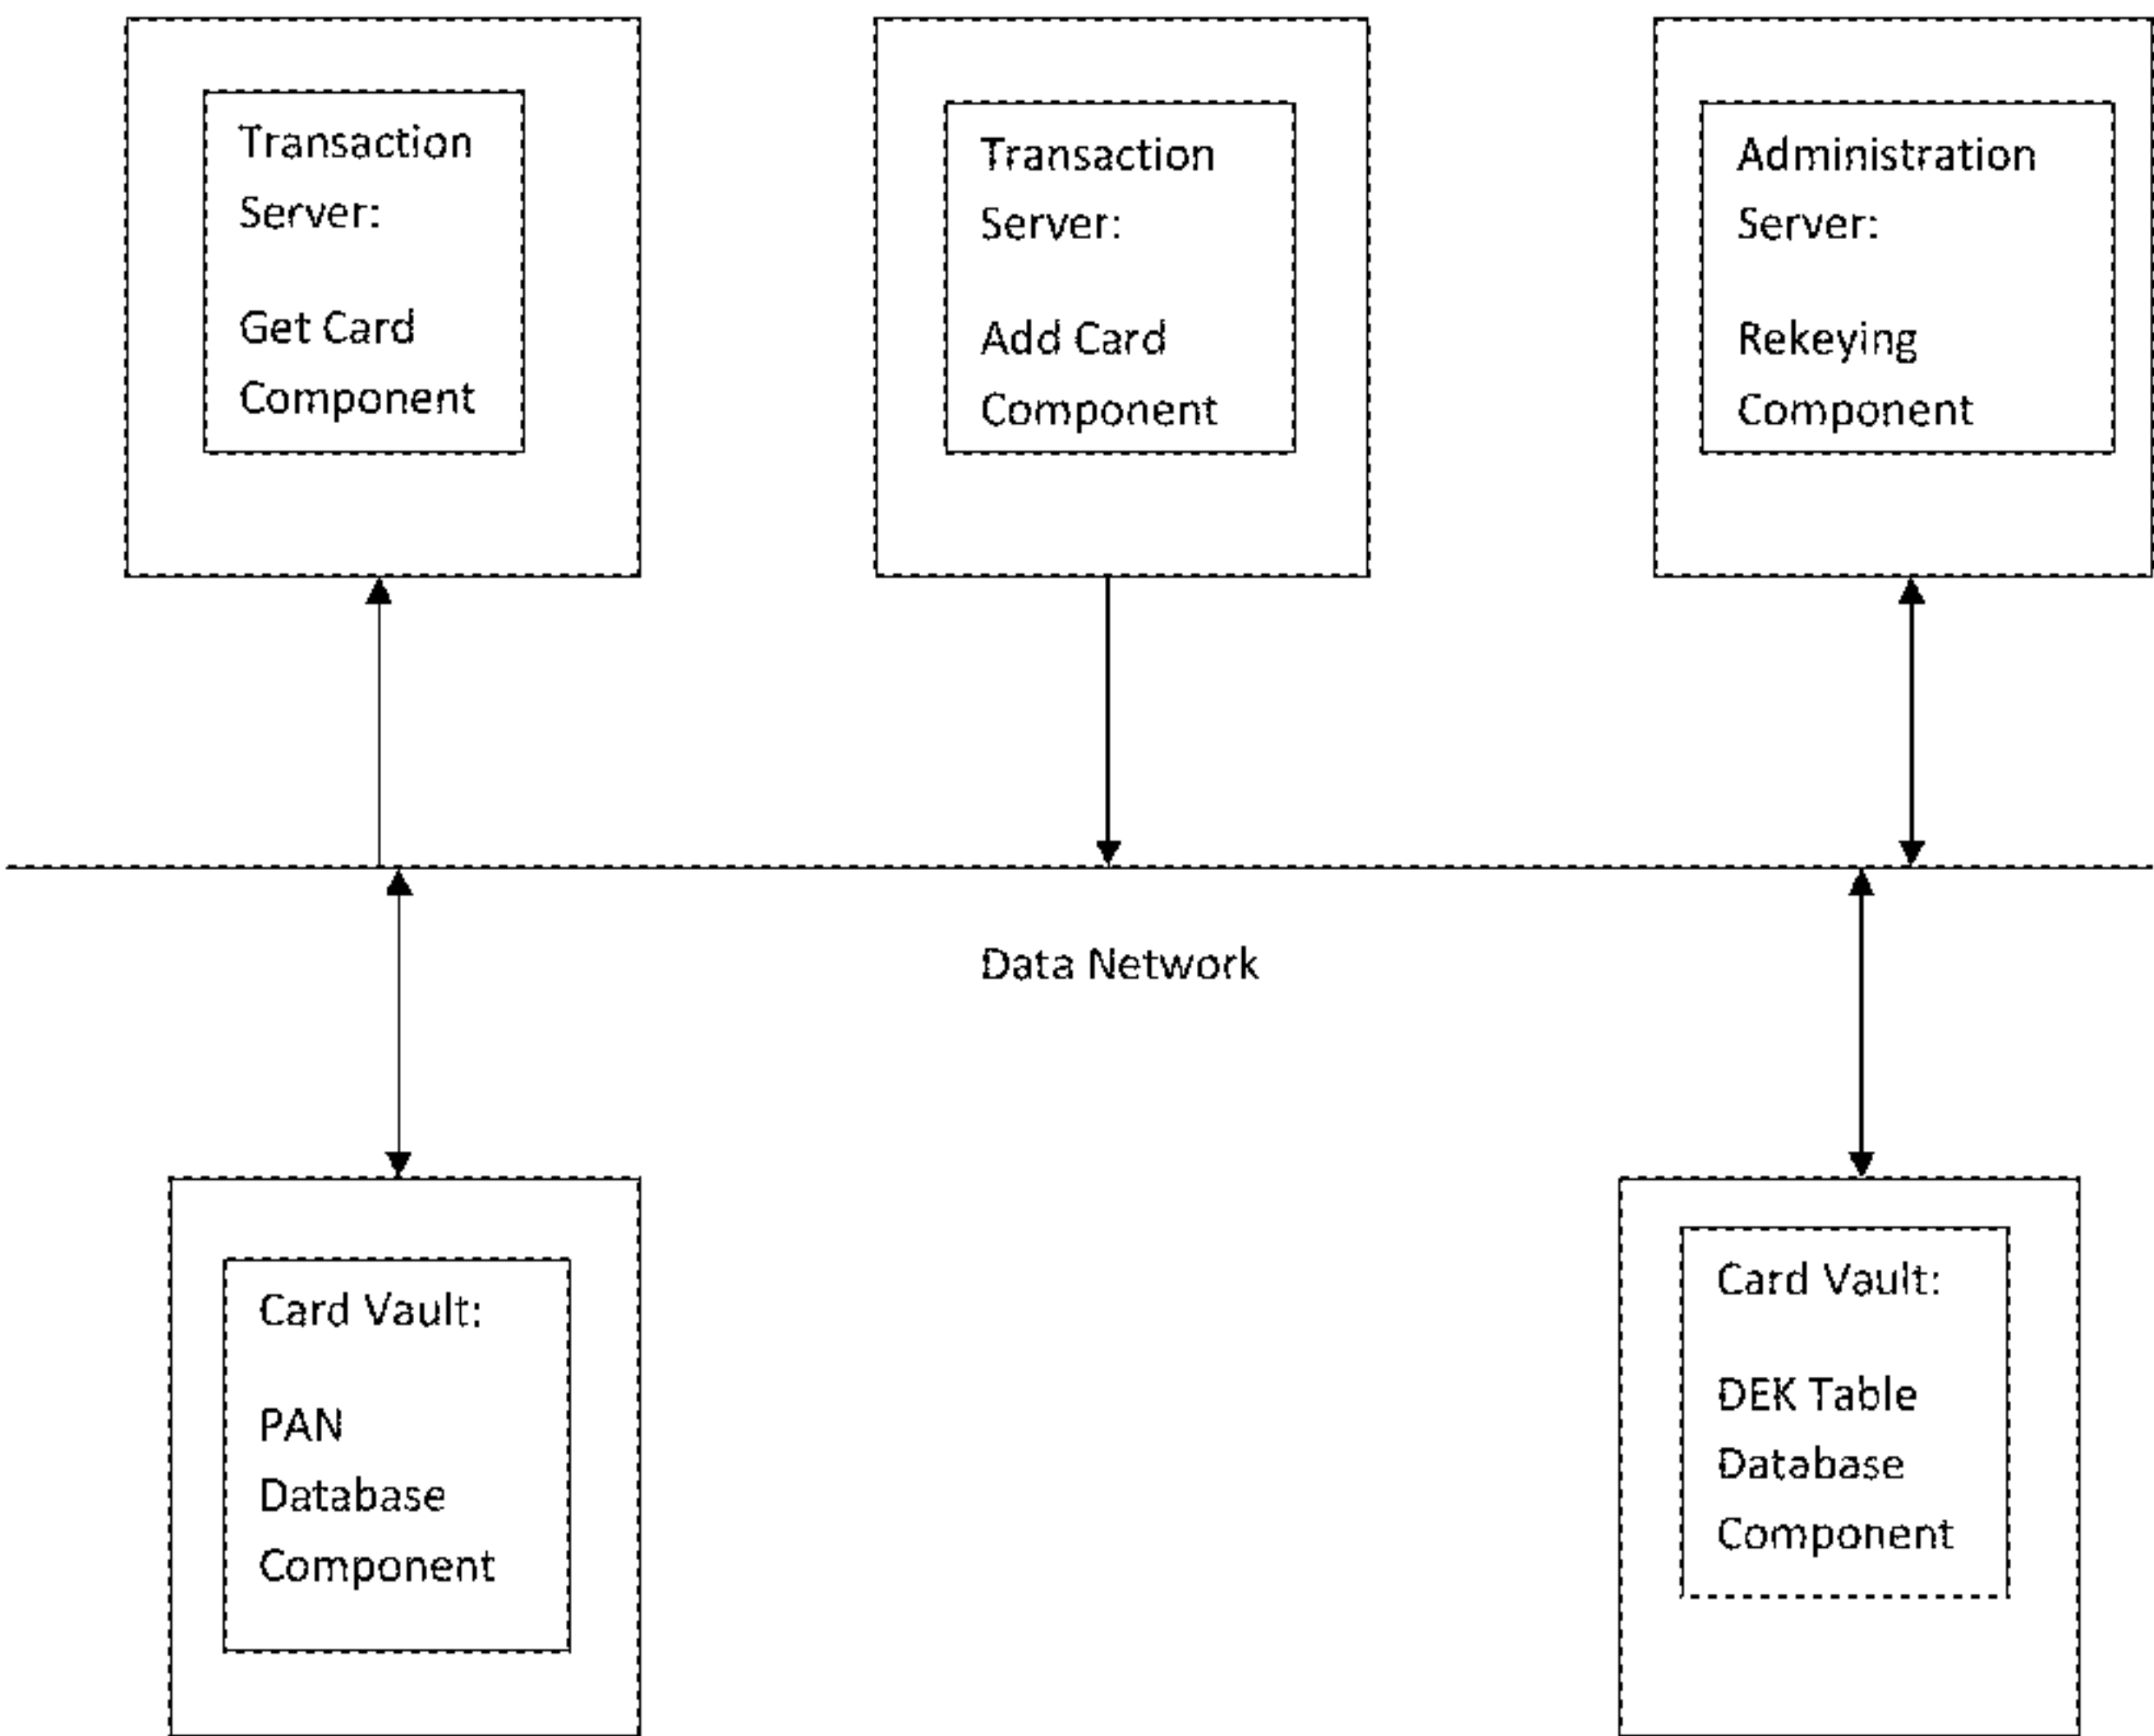 Transaction
Server:
Get Card
Component
Transaction
Server:
Add Card
Component
Administration
Server:
Rekeying
Component
Data Network
Card Vault:
PAN
Database
Component
Card Vault:
DEK Table
Database
Component